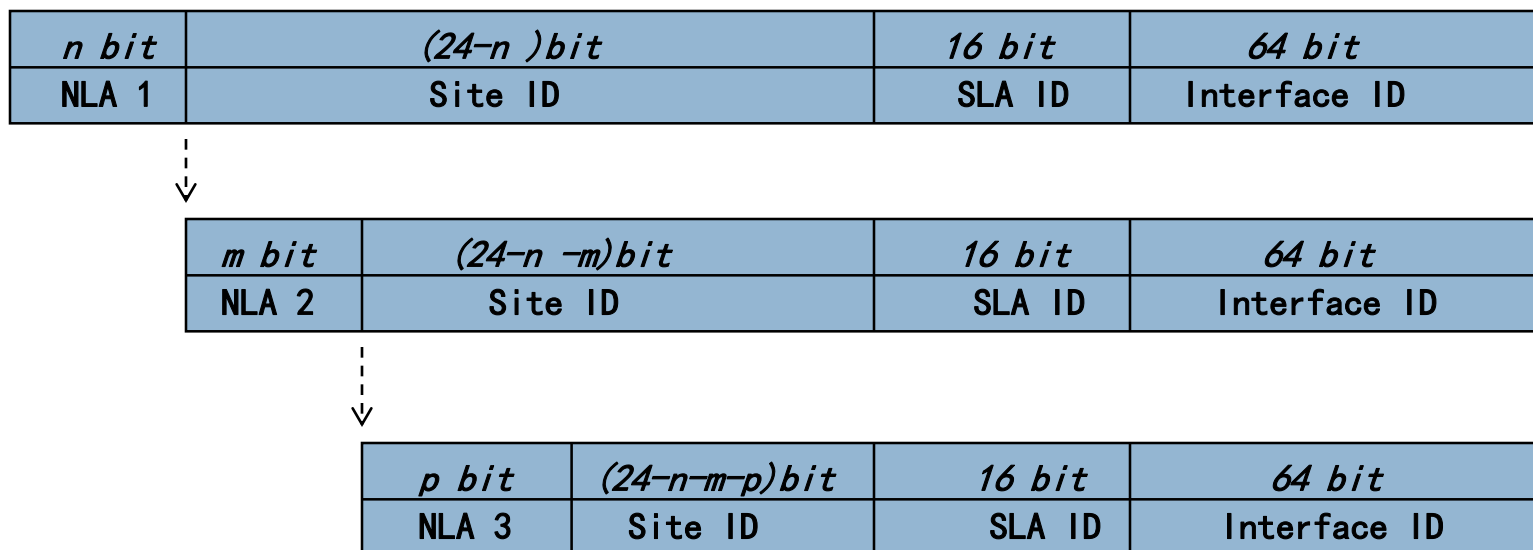 n bit (24-n )bit 16 bit 64 bit
NLA 1 Site ID SLA ID Interface ID
m bit (24-n -m)bit 16 bit 64 bit
NLA 2 Site ID SLA ID Interface ID
p bit (24-n-m-p)bit 16 bit 64 bit
NLA 3 Site ID SLA ID Interface ID